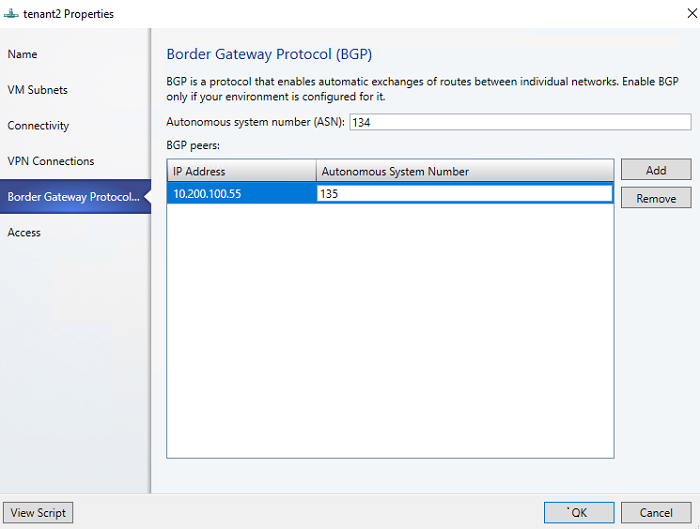 tenant2 Properties
Name
VM Subnets
Connectivity
VPN Connections
Border Gateway Protocol...
Access
Border Gateway Protocol (BGP)
BGP is a protocol that enables automatic exchanges of routes between individual networks. Enable BGP
only if your environment is configured for it.
Autonomous system number (ASN): 134
BGP peers:
IP Address Autonomous System Number
10.200.100.55 135
Add
Remove
View Script
OK
Cancel